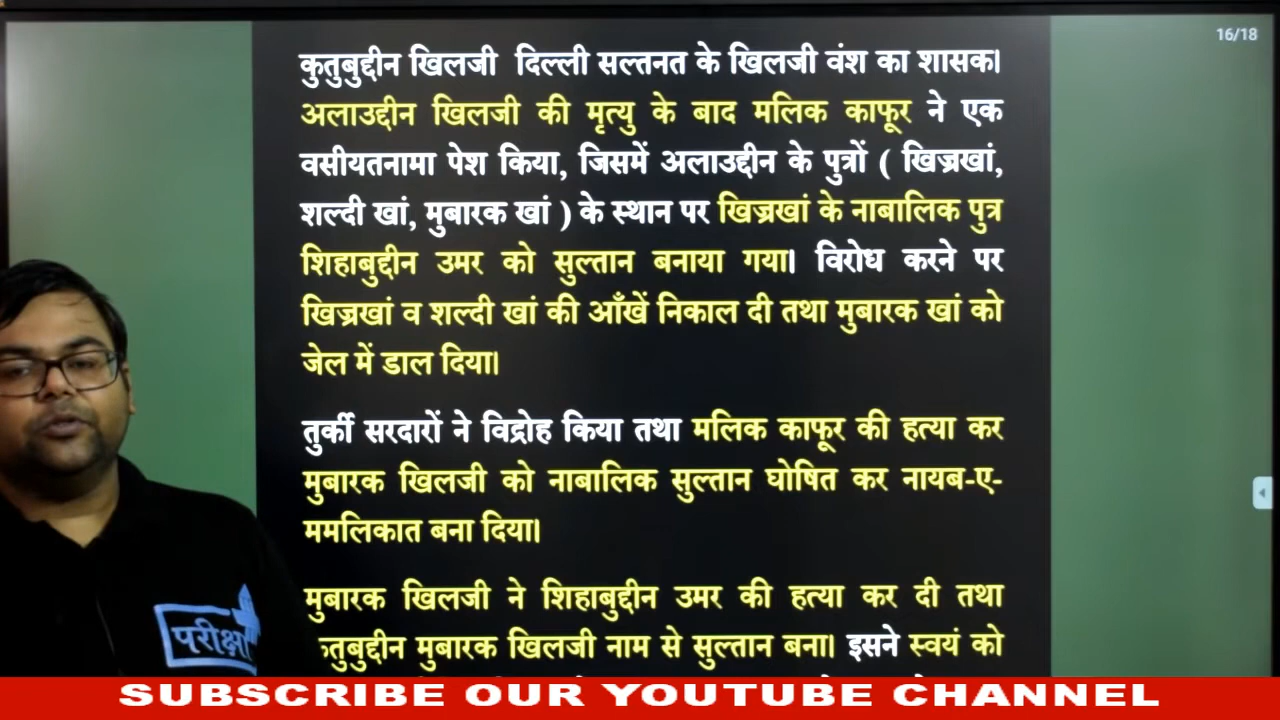 16/18
कुतुबुद्दीन खिलजी दिल्ली सल्तनत के खिलजी वंश का शासक।
अलाउद्दीन खिलजी की मृत्यु के बाद मलिक काफूर ने एक
वसीयतनामा पेश किया, जिसमें अलाउद्दीन के पुत्रों ( खिज्रखां,
शल्दी खां, मुबारक खां ) के स्थान पर खिज्रखां के नाबालिक पुत्र
शिहाबुद्दीन उमर को सुल्तान बनाया गया। विरोध करने पर
खिज्रखां व शल्दी खां की आँखें निकाल दी तथा मुबारक खां को
जेल में डाल दिया।
तुर्की सरदारों ने विद्रोह किया तथा मलिक काफूर की हत्या कर
मुबारक खिलजी को नाबालिक सुल्तान घोषित कर नायब-ए-
ममलिकात बना दिया।
मुबारक खिलजी ने शिहाबुद्दीन उमर की हत्या कर दी तथा
कुतुबुद्दीन मुबारक खिलजी नाम से सुल्तान बना। इसने स्वयं को
परीक्षा
SUBSCRIBE OUR YOUTUBE CHANNEL